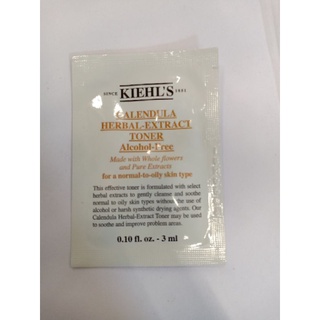 SINCE KIEHL'S 1851
CALENDULA
HERBAL-EXTRACT
TONER
Alcohol-Free
Made with Whole flowers
and Pure Extracts
for a normal-to-oily skin type
This effective toner is formulated with select
herbal extracts to gently cleanse and soothe
normal to oily skin types without the use of
alcohol or harsh synthetic drying agents. Our
Calendula Herbal-Extract Toner may be used to
soothe and improve problem areas.
0.10 fl. oz. - 3 ml